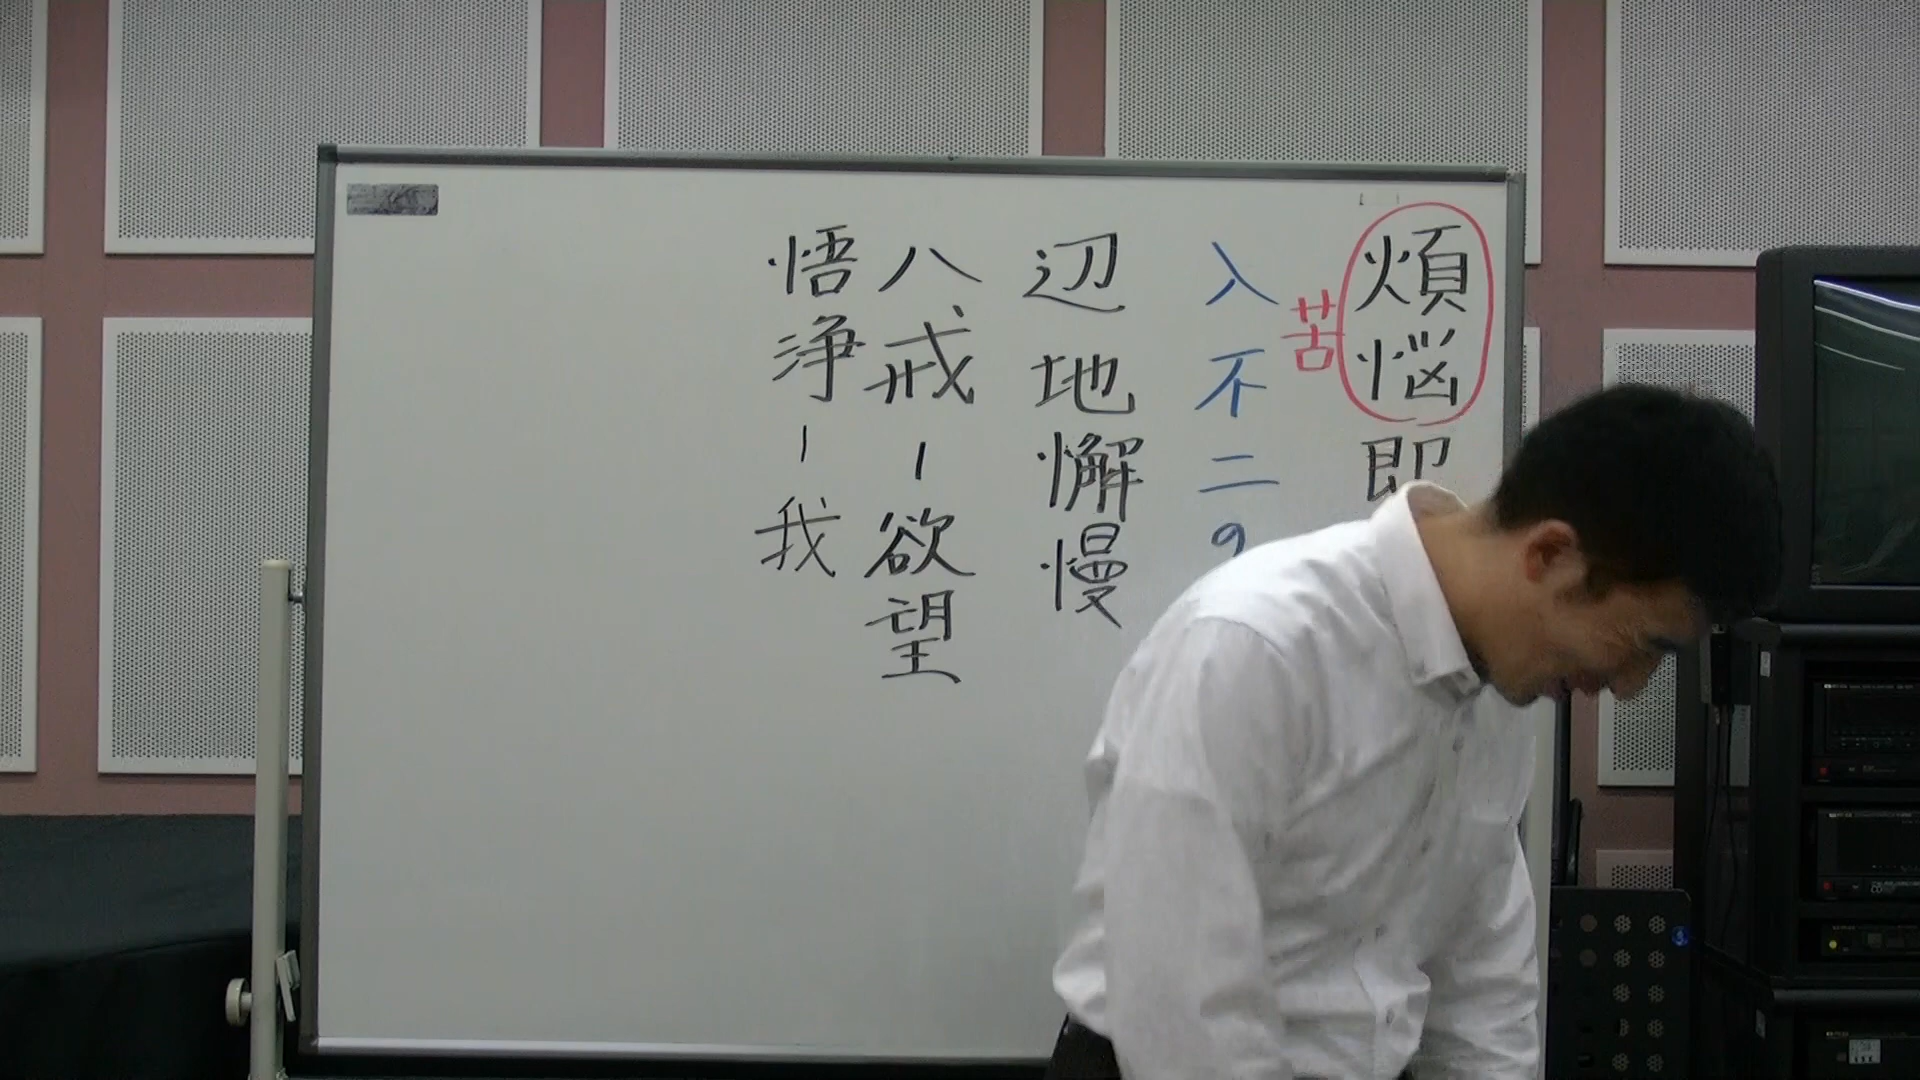 煩悩即
苦
入不二の
辺地懈慢
八戒ー欲望
悟浄ー我